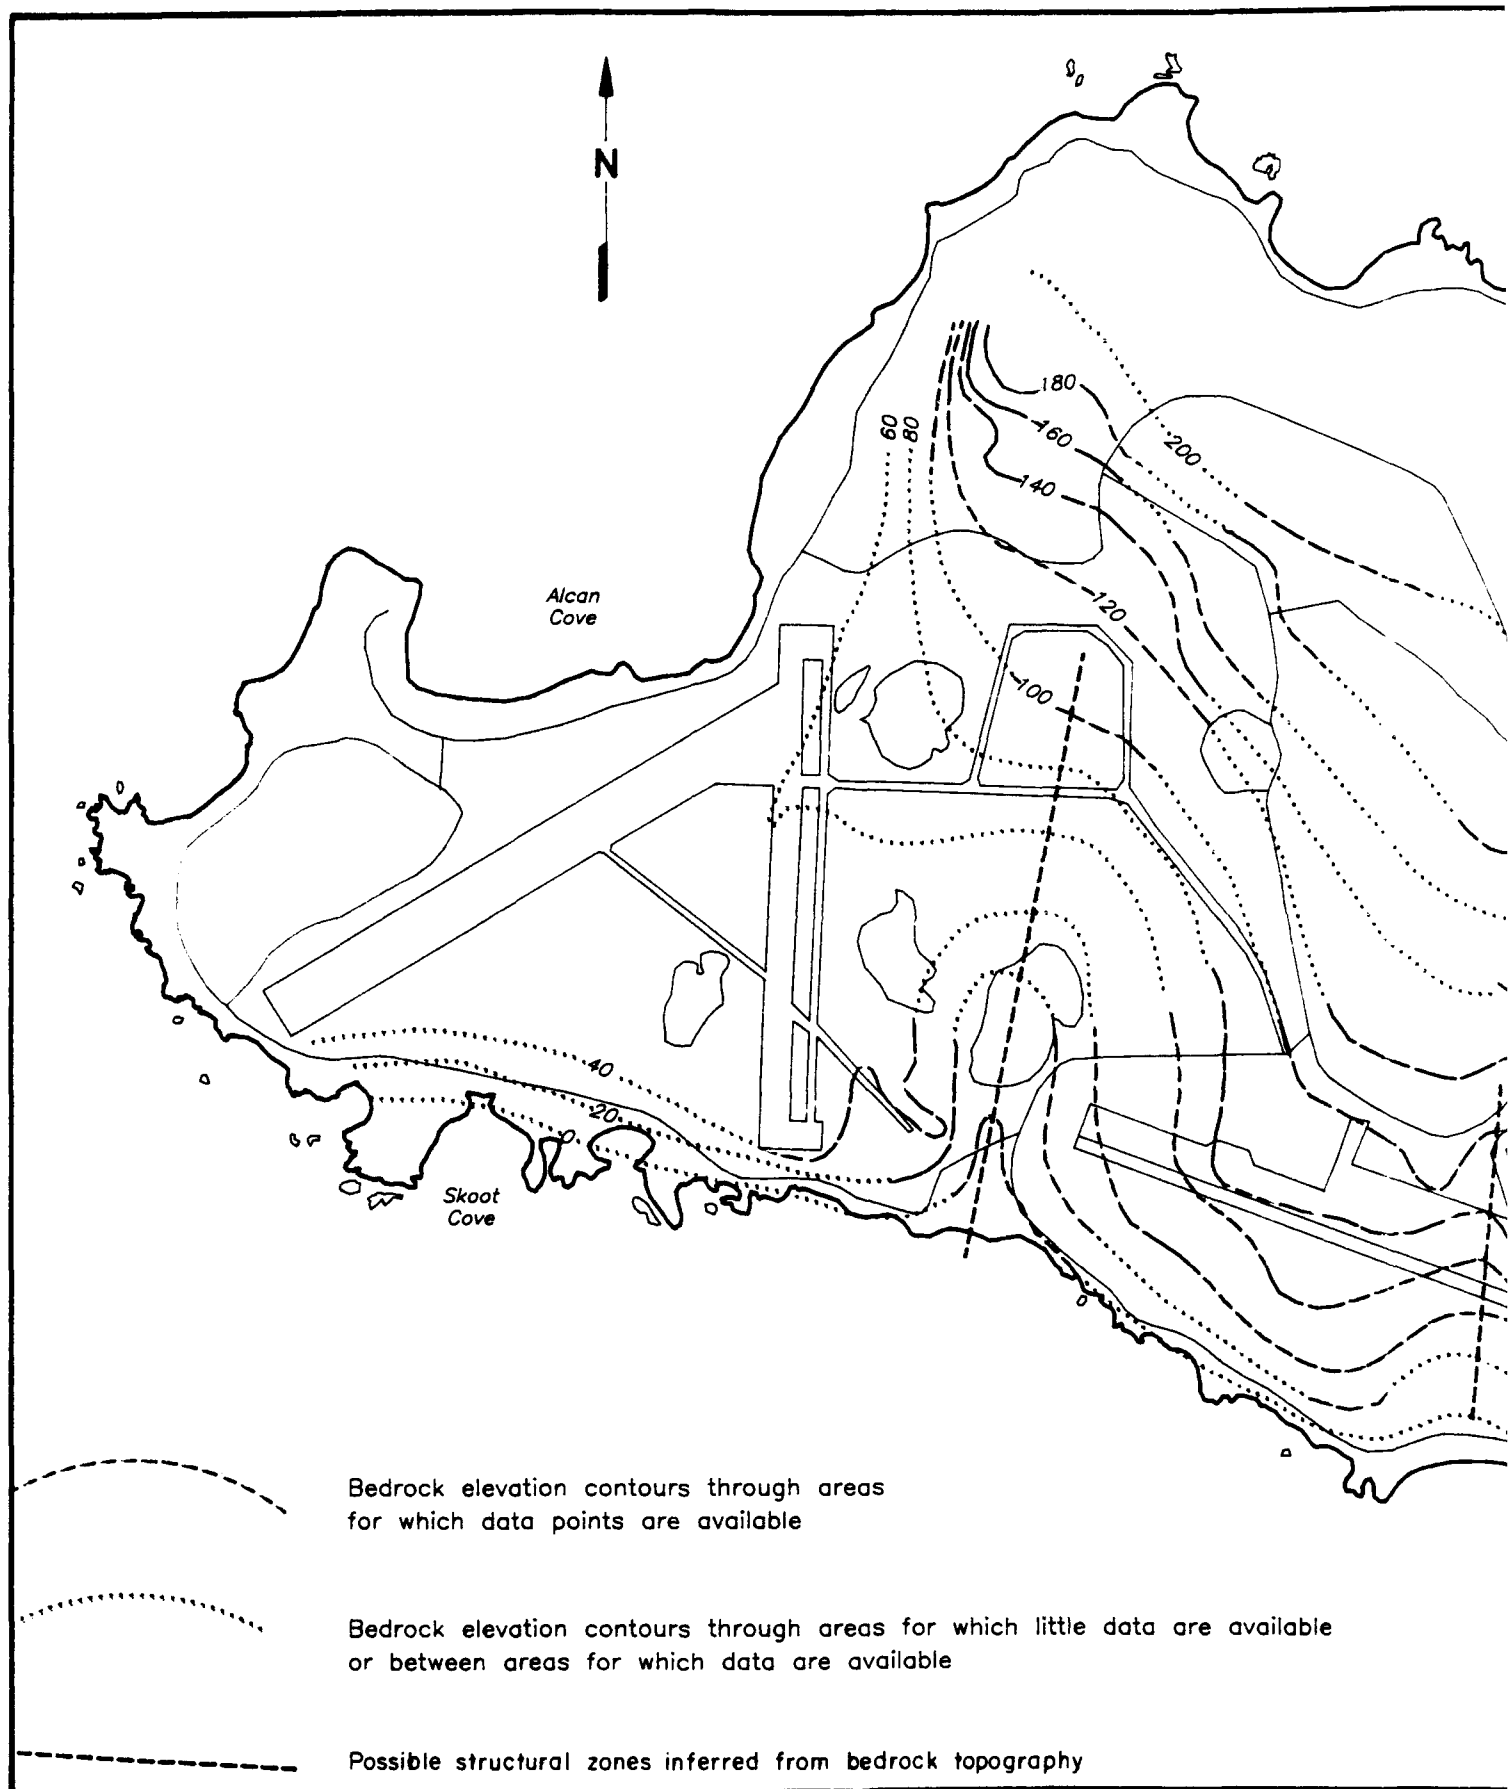 N
180
160
200
60
80
140
120
Alcan
Cove
100
40
20
0
Skoot
Cove
Bedrock elevation contours through areas
for which data points are available
Bedrock elevation contours through areas for which little data are available
or between areas for which data are available
Possible structural zones inferred from bedrock topography